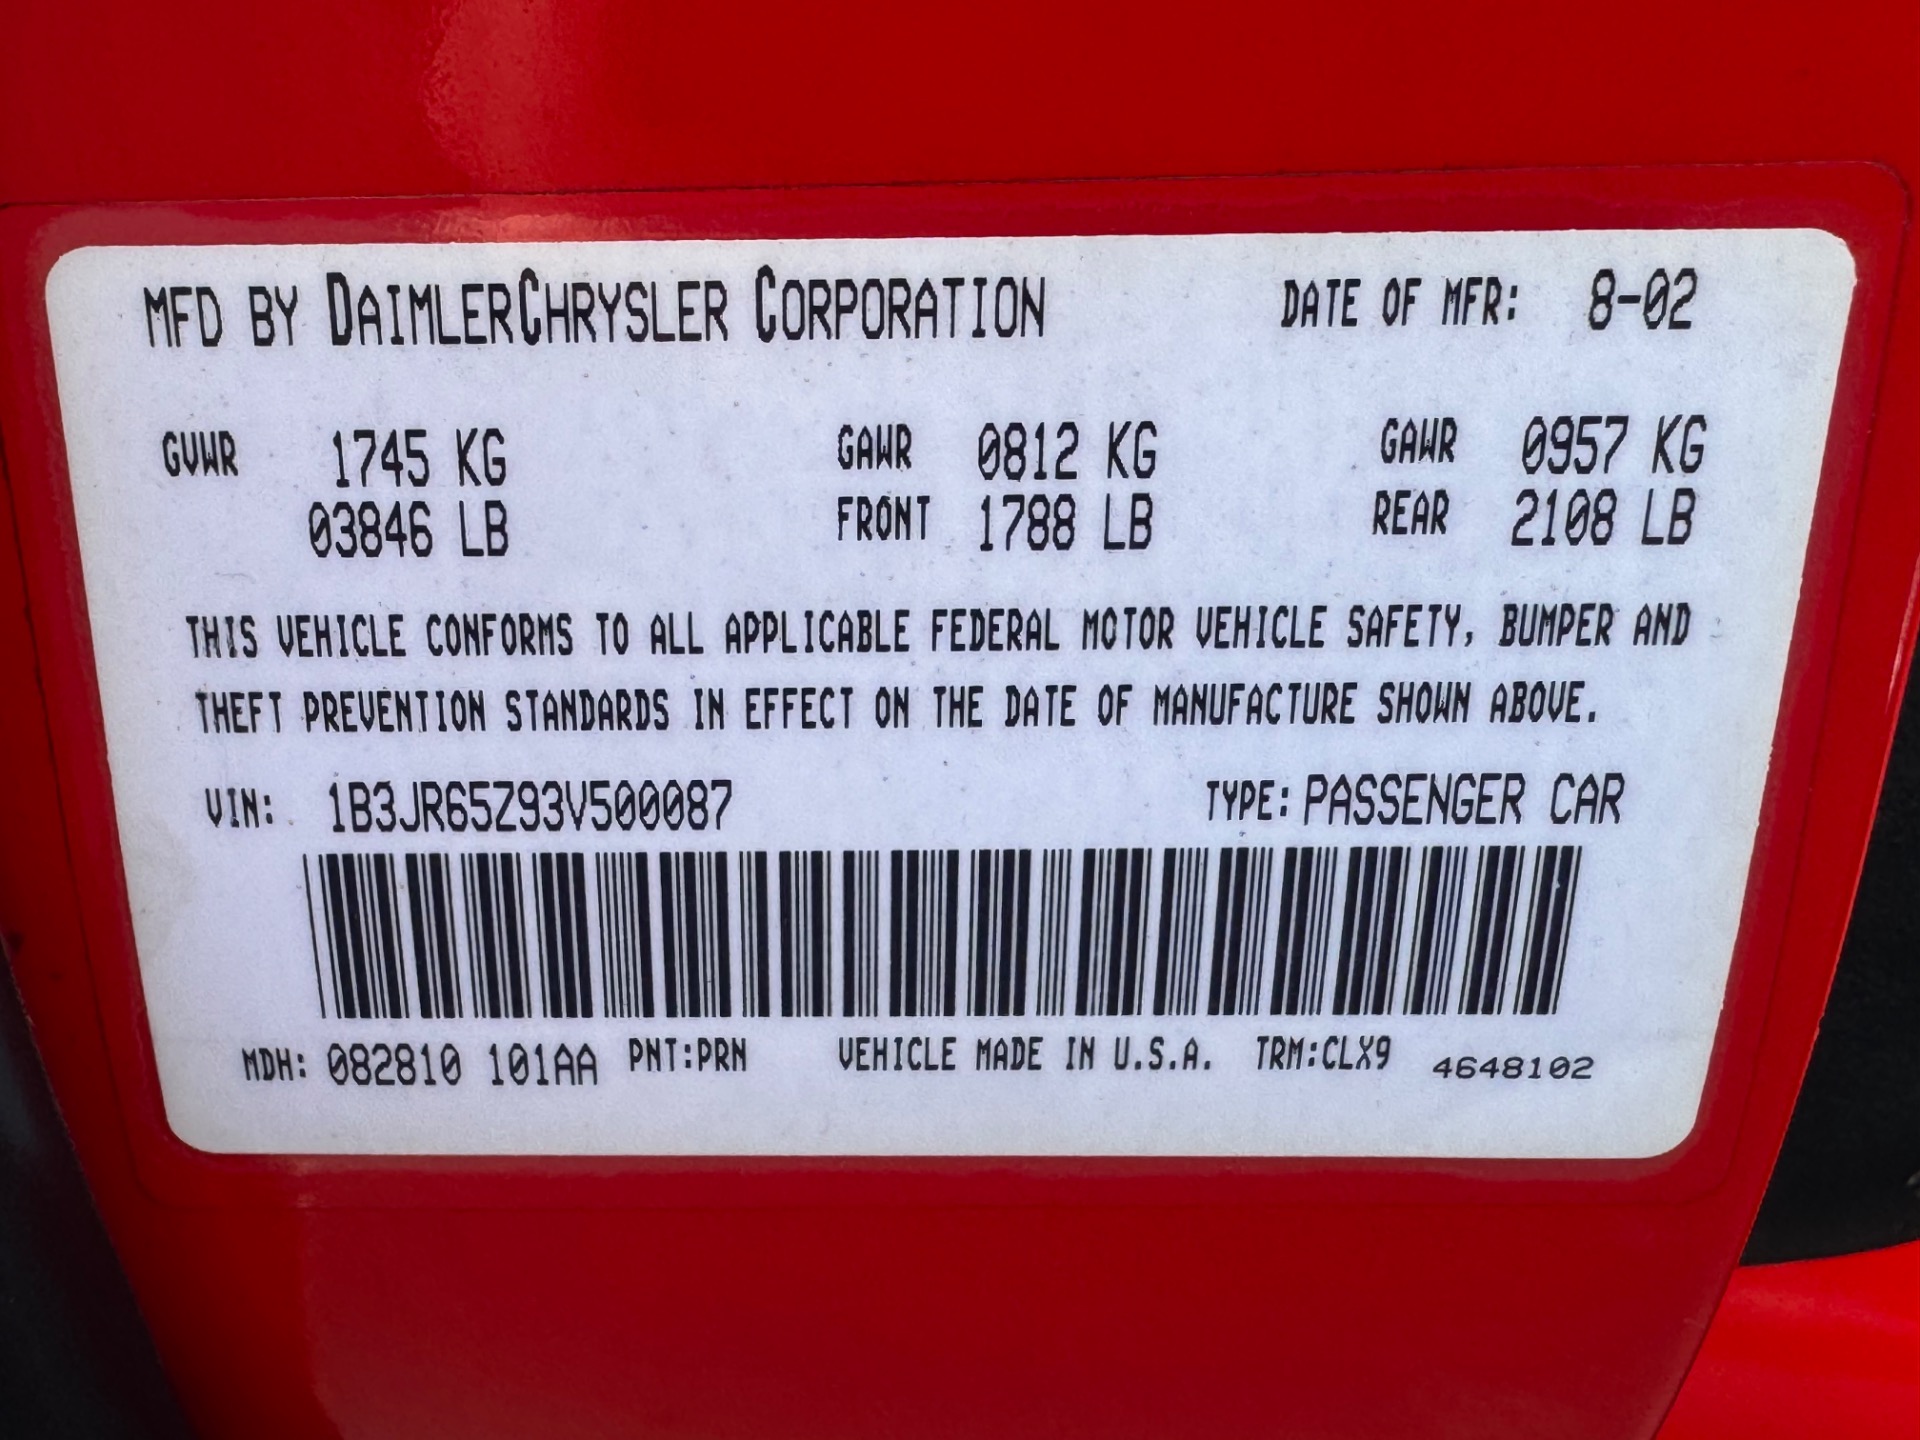 MFD BY DAIMLERCHRYSLER CORPORATION DATE OF MFR: 8-02
GVWR 1745 KG GAWR 0812 KG GAWR 0957 KG
03846 LB FRONT 1788 LB REAR 2108 LB
THIS VEHICLE CONFORMS TO ALL APPLICABLE FEDERAL MOTOR VEHICLE SAFETY, BUMPER AND
THEFT PREVENTION STANDARDS IN EFFECT ON THE DATE OF MANUFACTURE SHOWN ABOVE.
VIN: 1B3JR65Z93V500087 TYPE: PASSENGER CAR
MDH: 082810 101AA PNT:PRN VEHICLE MADE IN U.S.A. TRM:CLX9 4648102